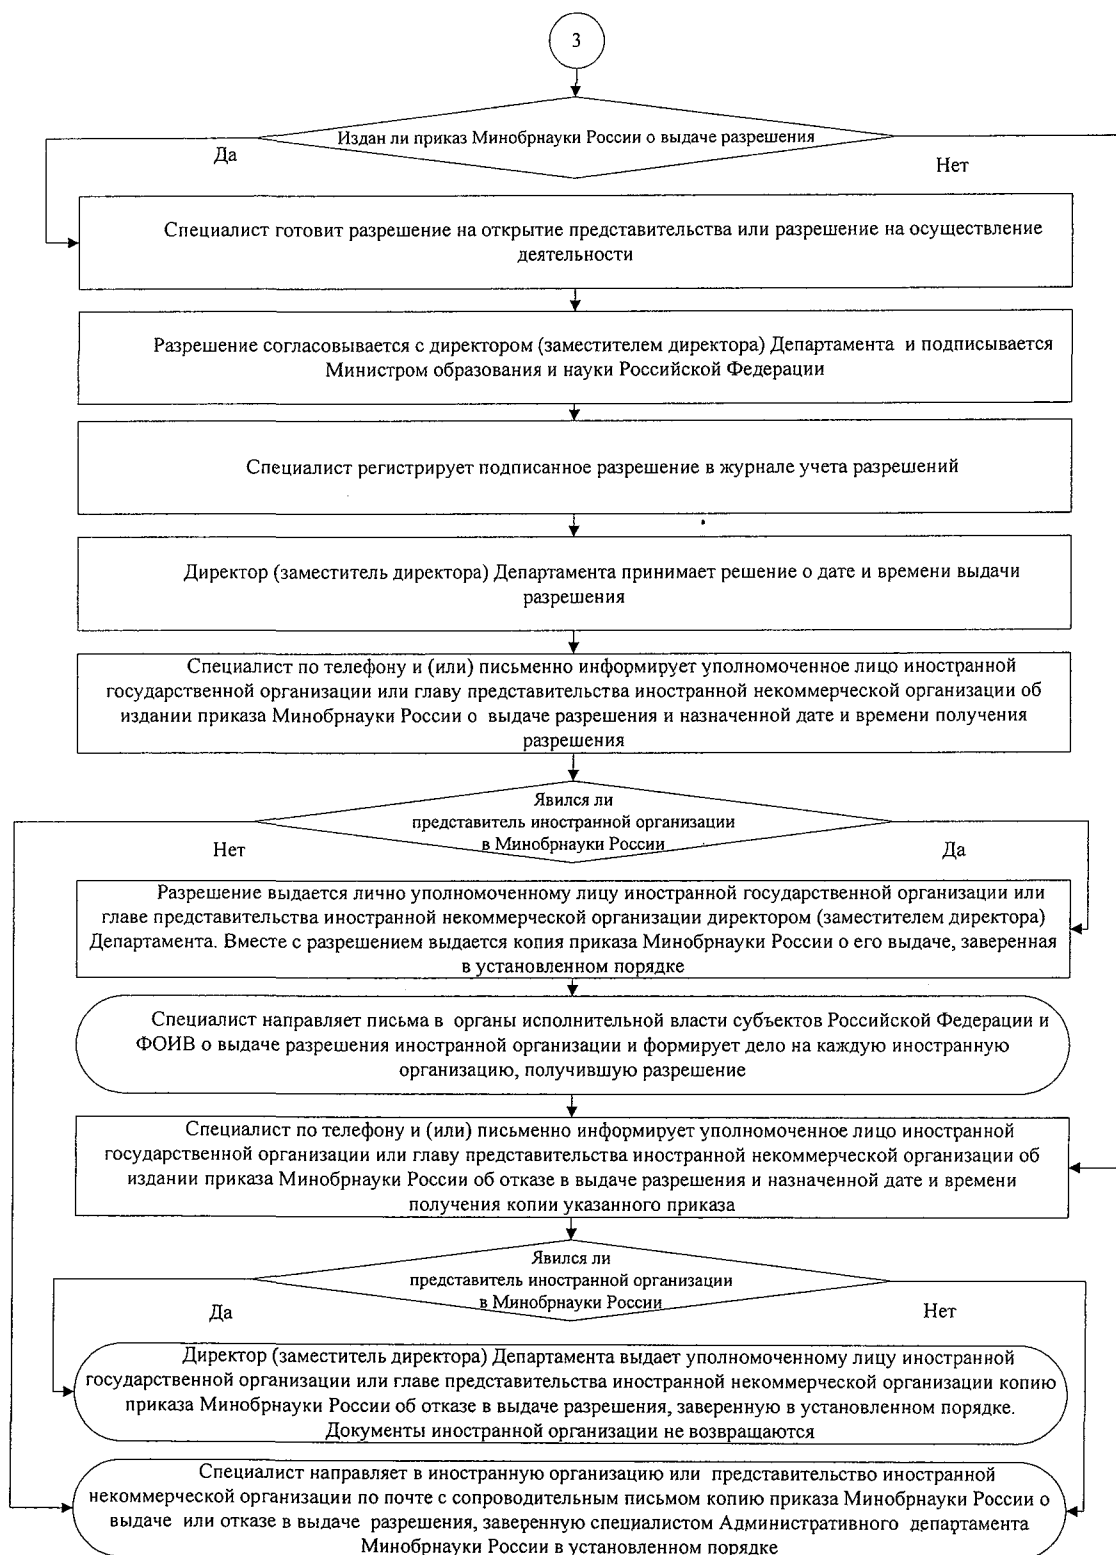 3
Издан ли приказ Минобрнауки России о выдаче разрешения
Да
Нет
Специалист готовит разрешение на открытие представительства или разрешение на осуществление
деятельности
Разрешение согласовывается с директором (заместителем директора) Департамента и подписывается
Министром образования и науки Российской Федерации
Специалист регистрирует подписанное разрешение в журнале учета разрешений
Директор (заместитель директора) Департамента принимает решение о дате и времени выдачи
разрешения
Специалист по телефону и (или) письменно информирует уполномоченное лицо иностранной
государственной организации или главу представительства иностранной некоммерческой организации об
издании приказа Минобрнауки России о выдаче разрешения и назначенной дате и времени получения
разрешения
Явился ли
представитель иностранной организации
в Минобрнауки России
Нет
Да
Разрешение выдается лично уполномоченному лицу иностранной государственной организации или
главе представительства иностранной некоммерческой организации директором (заместителем директора)
Департамента. Вместе с разрешением выдается копия приказа Минобрнауки России о его выдаче, заверенная
в установленном порядке
Специалист направляет письма в органы исполнительной власти субъектов Российской Федерации и
ФОИВ о выдаче разрешения иностранной организации и формирует дело на каждую иностранную
организацию, получившую разрешение
Специалист по телефону и (или) письменно информирует уполномоченное лицо иностранной
государственной организации или главу представительства иностранной некоммерческой организации об
издании приказа Минобрнауки России об отказе в выдаче разрешения и назначенной дате и времени
получения копии указанного приказа
Явился ли
представитель иностранной организации
в Минобрнауки России
Да
Нет
Директор (заместитель директора) Департамента выдает уполномоченному лицу иностранной
государственной организации или главе представительства иностранной некоммерческой организации копию
приказа Минобрнауки России об отказе в выдаче разрешения, заверенную в установленном порядке.
Документы иностранной организации не возвращаются
Специалист направляет в иностранную организацию или представительство иностранной
некоммерческой организации по почте с сопроводительным письмом копию приказа Минобрнауки России о
выдаче или отказе в выдаче разрешения, заверенную специалистом Административного департамента
Минобрнауки России в установленном порядке